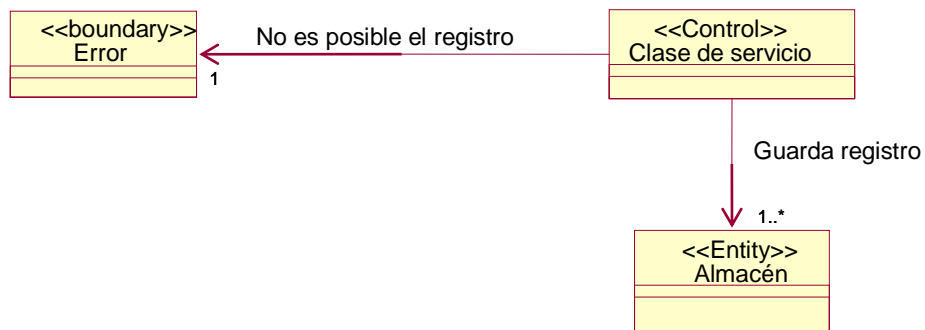 <<boundary>>
Error
No es posible el registro
1
<<Control>>
Clase de servicio
Guarda registro
1..*
<<Entity>>
Almacén